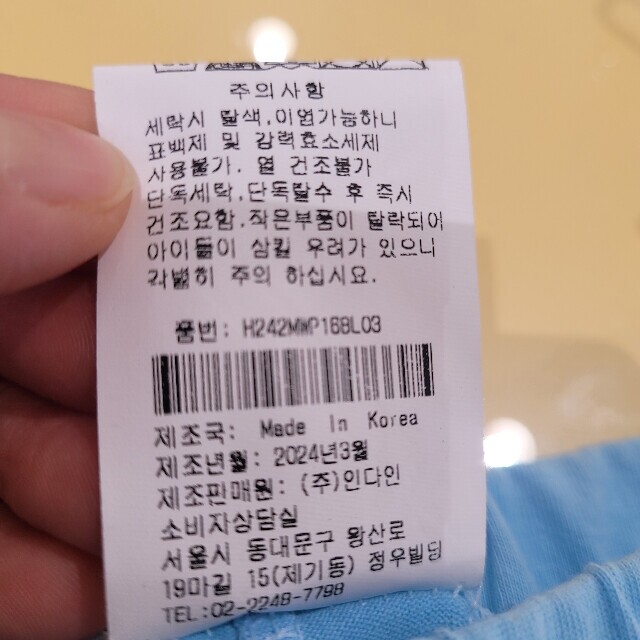 주의사항
세탁시 탈색,이염가능하니
표백제 및 강력효소세제
사용불가. 열 건조불가
단독세탁,단독탈수 후 즉시
건조요함.작은부품이 탈락되어
아이들이 삼킬 우려가 있으니
각별히 주의 하십시요.
품번: H242MWP168L03
제조국: Made In Korea
제조년월: 2024년3월
제조판매원: (주)인다인
소비자상담실
서울시 동대문구 왕산로
19마길 15(제기동) 정우빌딩
TEL:02-2248-7798